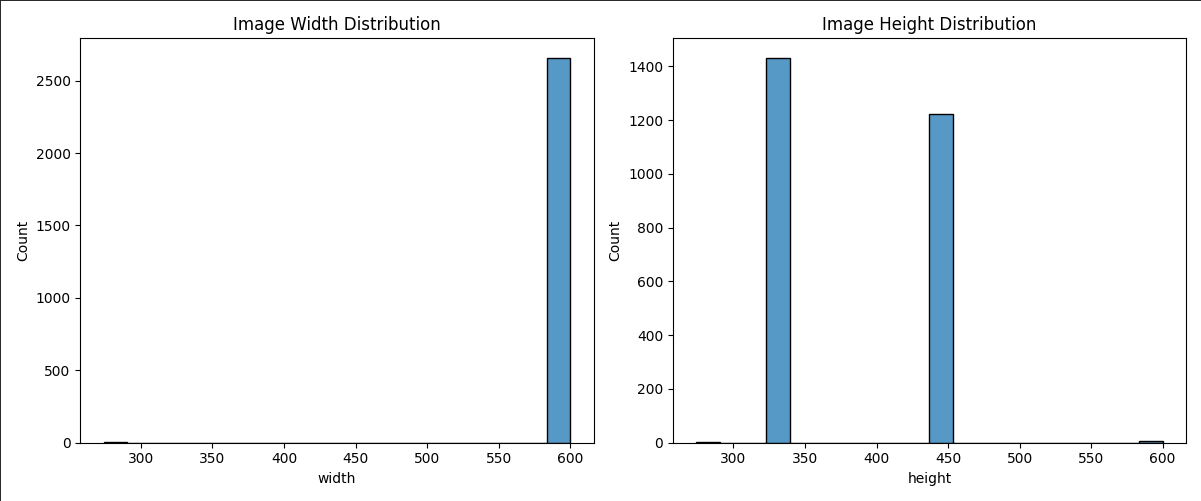 Image Width Distribution
Count
2500
2000
1500
1000
500
0
300 350 400 450 500 550 600
width
Image Height Distribution
Count
1400
1200
1000
800
600
400
200
0
300 350 400 450 500 550 600
height